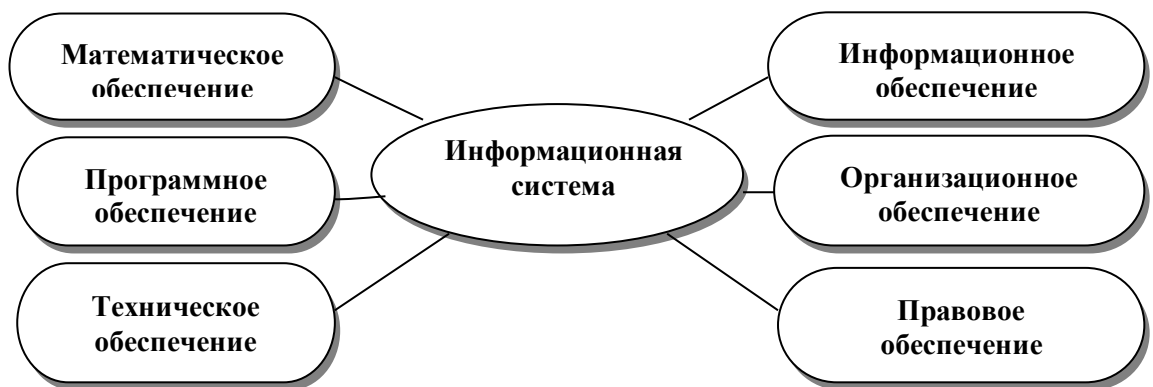 Математическое
обеспечение
Программное
обеспечение
Техническое
обеспечение
Информационная
система
Информационное
обеспечение
Организационное
обеспечение
Правовое
обеспечение